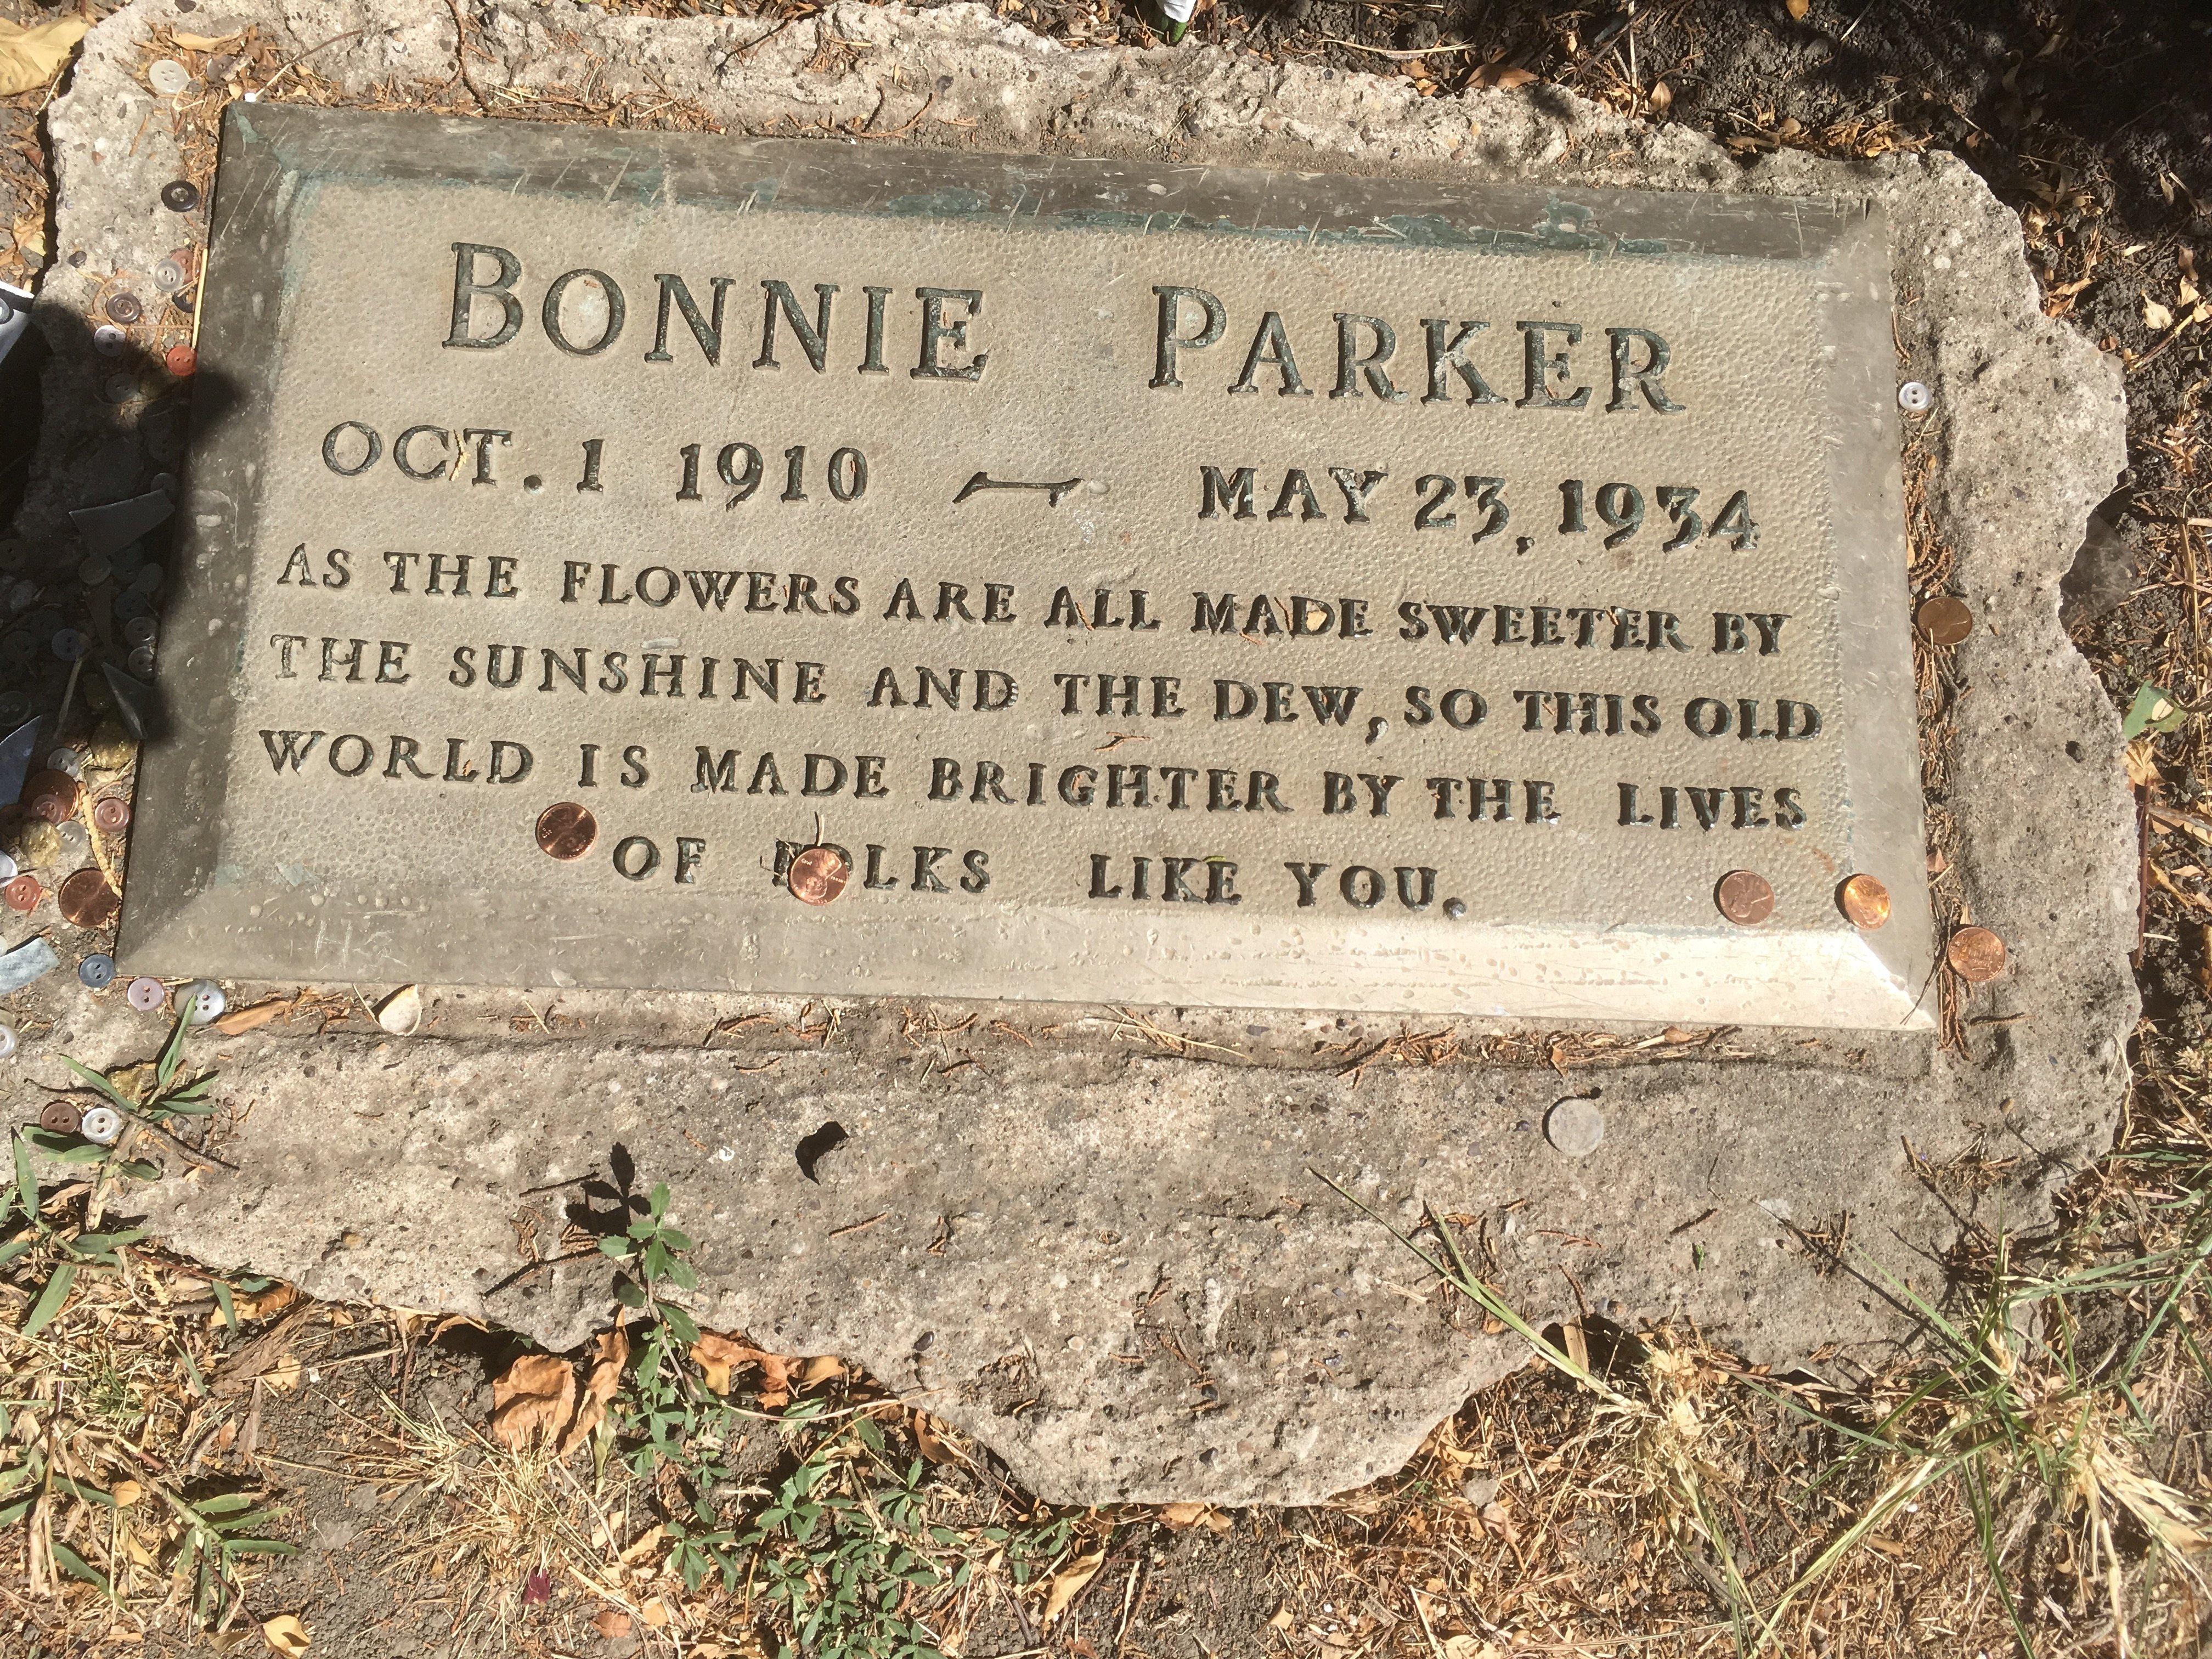 BONNIE PARKER
OCT. 1 1910 — MAY 23, 1934
AS THE FLOWERS ARE ALL MADE SWEETER BY
THE SUNSHINE AND THE DEW, SO THIS OLD
WORLD IS MADE BRIGHTER BY THE LIVES
OF FOLKS LIKE YOU.